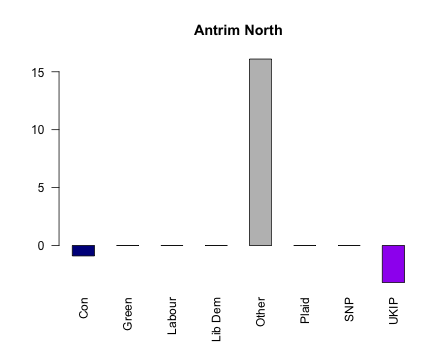 Antrim North
15
10
5
0
Con
Green
Labour
Lib Dem
Other
Plaid
SNP
UKIP